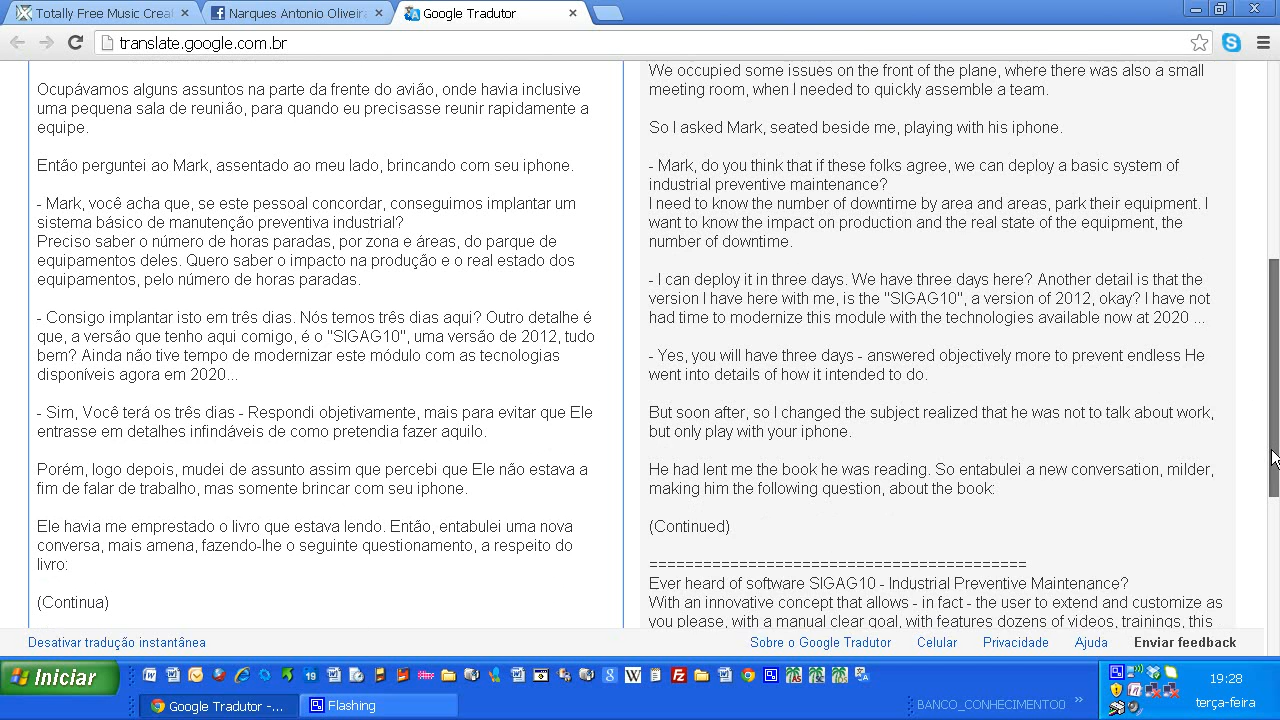 Totally Free Music Crea
Narques Antonio Oliveira
Google Tradutor
translate.google.com.br
Ocupávamos alguns assuntos na parte da frente do avião, onde havia inclusive
uma pequena sala de reunião, para quando eu precisasse reunir rapidamente a
equipe.
Então perguntei ao Mark, assentado ao meu lado, brincando com seu iphone.
- Mark, você acha que, se este pessoal concordar, conseguimos implantar um
sistema básico de manutenção preventiva industrial?
Preciso saber o número de horas paradas, por zona e áreas, do parque de
equipamentos deles. Quero saber o impacto na produção e o real estado dos
equipamentos, pelo número de horas paradas.
- Consigo implantar isto em três dias. Nós temos três dias aqui? Outro detalhe é
que, a versão que tenho aqui comigo, é o "SIGAG10", uma versão de 2012, tudo
bem? Ainda não tive tempo de modernizar este módulo com as tecnologias
disponíveis agora em 2020...
- Sim, Você terá os três dias - Respondi objetivamente, mais para evitar que Ele
entrasse em detalhes infindáveis de como pretendia fazer aquilo.
Porém, logo depois, mudei de assunto assim que percebi que Ele não estava a
fim de falar de trabalho, mas somente brincar com seu iphone.
Ele havia me emprestado o livro que estava lendo. Então, entabulei uma nova
conversa, mais amena, fazendo-lhe o seguinte questionamento, a respeito do
livro:
(Continua)
We occupied some issues on the front of the plane, where there was also a small
meeting room, when I needed to quickly assemble a team.
So I asked Mark, seated beside me, playing with his iphone.
- Mark, do you think that if these folks agree, we can deploy a basic system of
industrial preventive maintenance?
I need to know the number of downtime by area and areas, park their equipment. I
want to know the impact on production and the real state of the equipment, the
number of downtime.
- I can deploy it in three days. We have three days here? Another detail is that the
version I have here with me, is the "SIGAG10", a version of 2012, okay? I have not
had time to modernize this module with the technologies available now at 2020 ...
- Yes, you will have three days - answered objectively more to prevent endless He
went into details of how it intended to do.
But soon after, so I changed the subject realized that he was not to talk about work,
but only play with your iphone.
He had lent me the book he was reading. So entabulei a new conversation, milder,
making him the following question, about the book:
(Continued)
==========================================
Ever heard of software SIGAG10 - Industrial Preventive Maintenance?
With an innovative concept that allows - in fact - the user to extend and customize as
you please, with a manual clear goal, with features dozens of videos, trainings, this
Desativar tradução instantânea
Sobre o Google Tradutor
Celular
Privacidade
Ajuda
Enviar feedback
Iniciar
19:28
Google Tradutor -...
Flashing
BANCO_CONHECIMENTO0
»
terça-feira